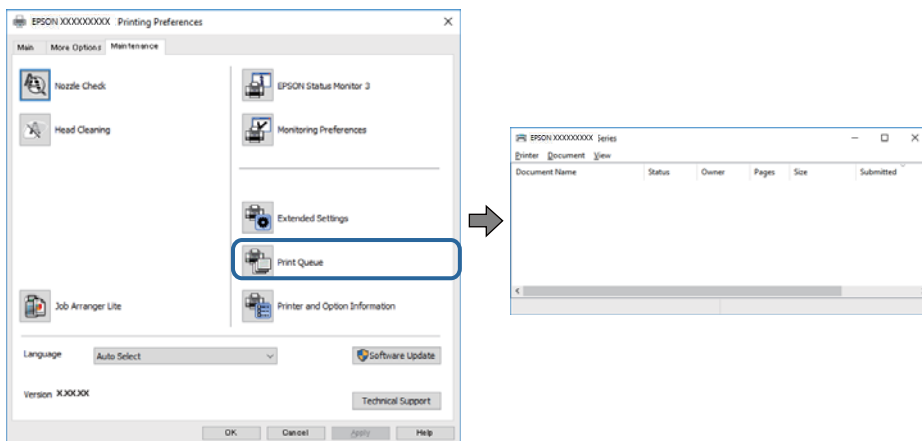 EPSON XXXXXXXXX Printing Preferences
Main More Options Maintenance
Nozzle Check
Head Cleaning
Job Arranger Lite
EPSON Status Monitor 3
Monitoring Preferences
Extended Settings
Print Queue
Printer and Option Information
Language Auto Select Software Update
Version X.XX.XX
Technical Support
OK Cancel Apply Help
EPSON XXXXXXXXX Series
Printer Document View
Document Name Status Owner Pages Size Submitted